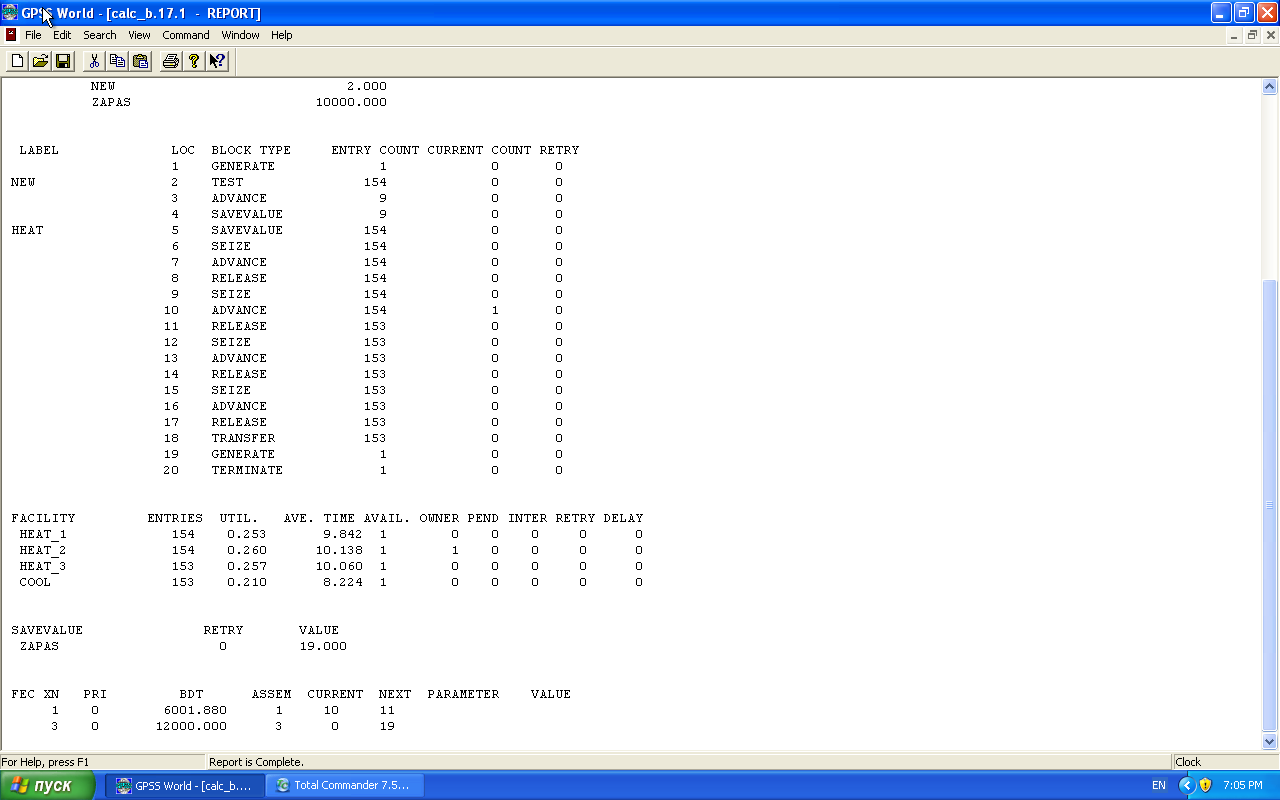 GPSS World - [calc_b.17.1 - REPORT]
File Edit Search View Command Window Help
NEW 2.000
ZAPAS 10000.000
LABEL LOC BLOCK TYPE ENTRY COUNT CURRENT COUNT RETRY
1 GENERATE 1 0 0
NEW 2 TEST 154 0 0
3 ADVANCE 9 0 0
4 SAVEVALUE 9 0 0
HEAT 5 SAVEVALUE 154 0 0
6 SEIZE 154 0 0
7 ADVANCE 154 0 0
8 RELEASE 154 0 0
9 SEIZE 154 0 0
10 ADVANCE 154 1 0
11 RELEASE 153 0 0
12 SEIZE 153 0 0
13 ADVANCE 153 0 0
14 RELEASE 153 0 0
15 SEIZE 153 0 0
16 ADVANCE 153 0 0
17 RELEASE 153 0 0
18 TRANSFER 153 0 0
19 GENERATE 1 0 0
20 TERMINATE 1 0 0
FACILITY ENTRIES UTIL. AVE. TIME AVAIL. OWNER PEND INTER RETRY DELAY
HEAT_1 154 0.253 9.842 1 0 0 0 0 0
HEAT_2 154 0.260 10.138 1 1 0 0 0 0
HEAT_3 153 0.257 10.060 1 0 0 0 0 0
COOL 153 0.210 8.224 1 0 0 0 0 0
SAVEVALUE RETRY VALUE
ZAPAS 0 19.000
FEC XN PRI BDT ASSEM CURRENT NEXT PARAMETER VALUE
1 0 6001.880 1 10 11
3 0 12000.000 3 0 19
For Help, press F1 Report is Complete. Clock
пуск GPSS World - [calc_b.... Total Commander 7.5... EN 7:05 PM